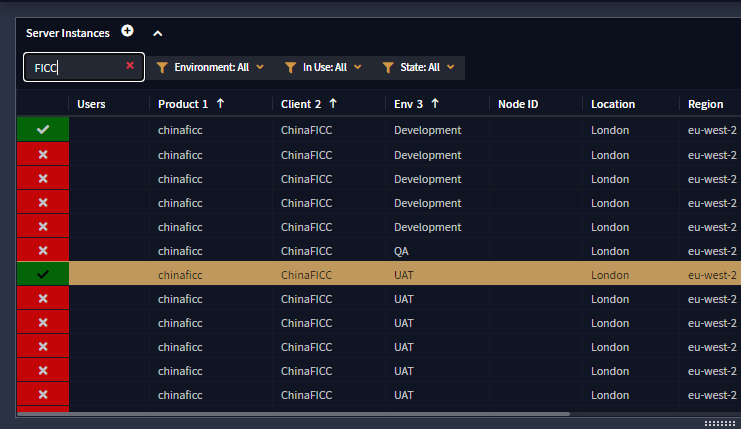 Server Instances
FICC
Environment: All
In Use: All
State: All
Users Product 1 Client 2 Env 3 Node ID Location Region
chinaficc ChinaFICC Development London eu-west-2
chinaficc ChinaFICC Development London eu-west-2
chinaficc ChinaFICC Development London eu-west-2
chinaficc ChinaFICC Development London eu-west-2
chinaficc ChinaFICC Development London eu-west-2
chinaficc ChinaFICC QA London eu-west-2
chinaficc ChinaFICC UAT London eu-west-2
chinaficc ChinaFICC UAT London eu-west-2
chinaficc ChinaFICC UAT London eu-west-2
chinaficc ChinaFICC UAT London eu-west-2
chinaficc ChinaFICC UAT London eu-west-2
chinaficc ChinaFICC UAT London eu-west-2